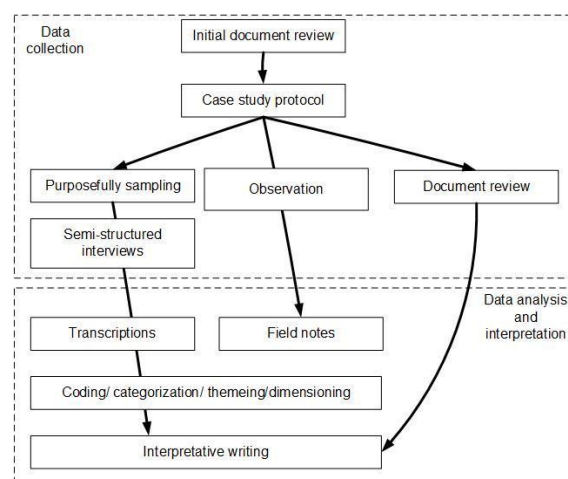 Data
collection
Initial document review
Case study protocol
Purposefully sampling
Observation
Document review
Semi-structured
interviews
Data analysis
and
interpretation
Transcriptions
Field notes
Coding/ categorization/ themeing/dimensioning
Interpretative writing